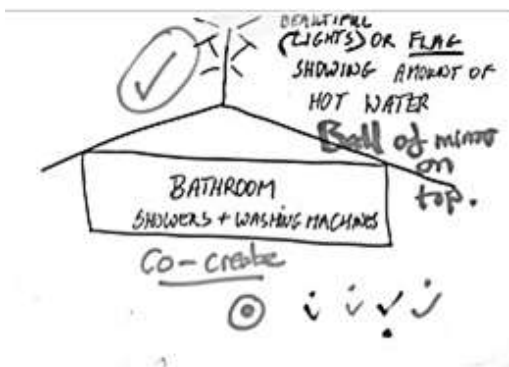 BEAUTIFUL
(LIGHTS) OR FLAG
SHOWING AMOUNT OF
HOT WATER
Ball of
on
top.
BATHROOM
SHOWERS + WASHING MACHINES
Co-create